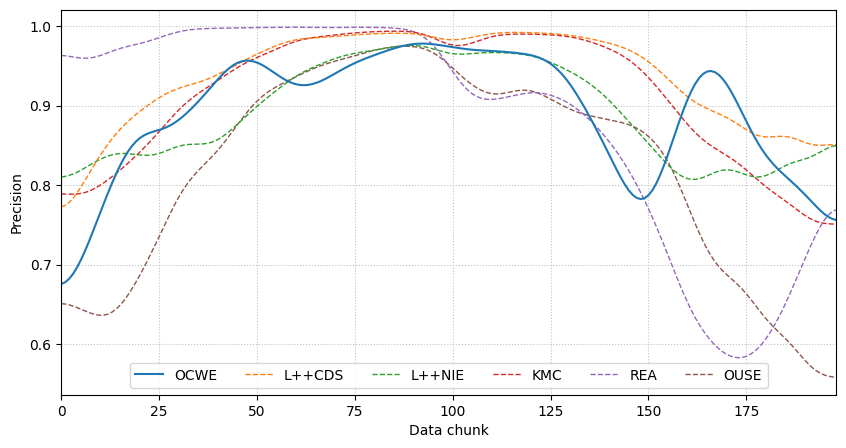 1.0
0.9
0.8
0.7
0.6
Precision
OCWE L++CDS L++NIE KMC REA OUSE
0 25 50 75 100 125 150 175
Data chunk